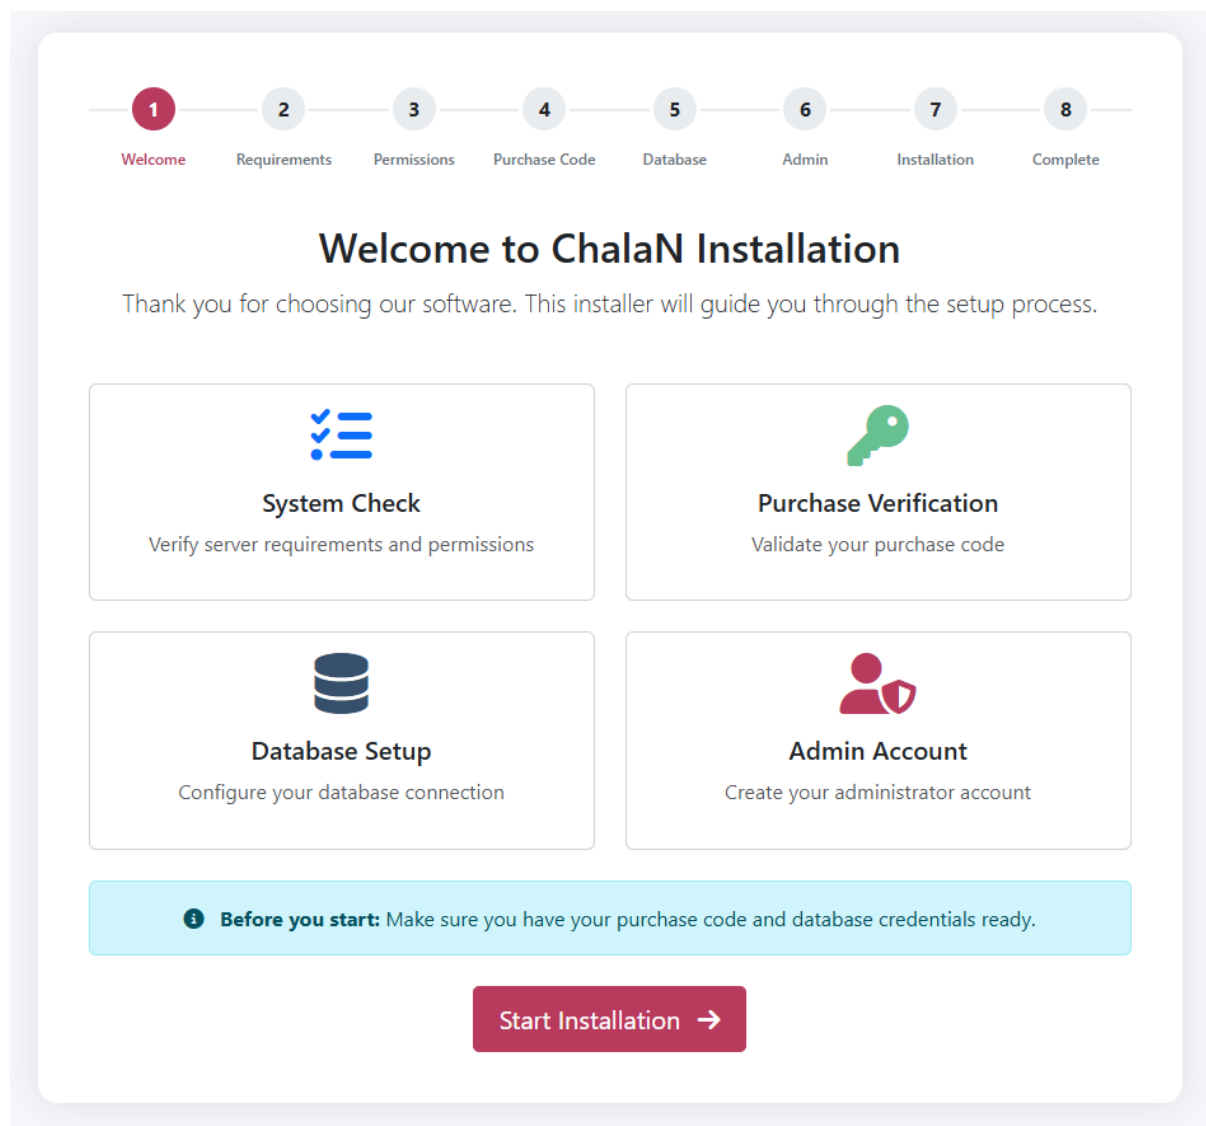 1 2 3 4 5 6 7 8
Welcome Requirements Permissions Purchase Code Database Admin Installation Complete
Welcome to ChalaN Installation
Thank you for choosing our software. This installer will guide you through the setup process.
System Check
Verify server requirements and permissions
Purchase Verification
Validate your purchase code
Database Setup
Configure your database connection
Admin Account
Create your administrator account
Before you start: Make sure you have your purchase code and database credentials ready.
Start Installation